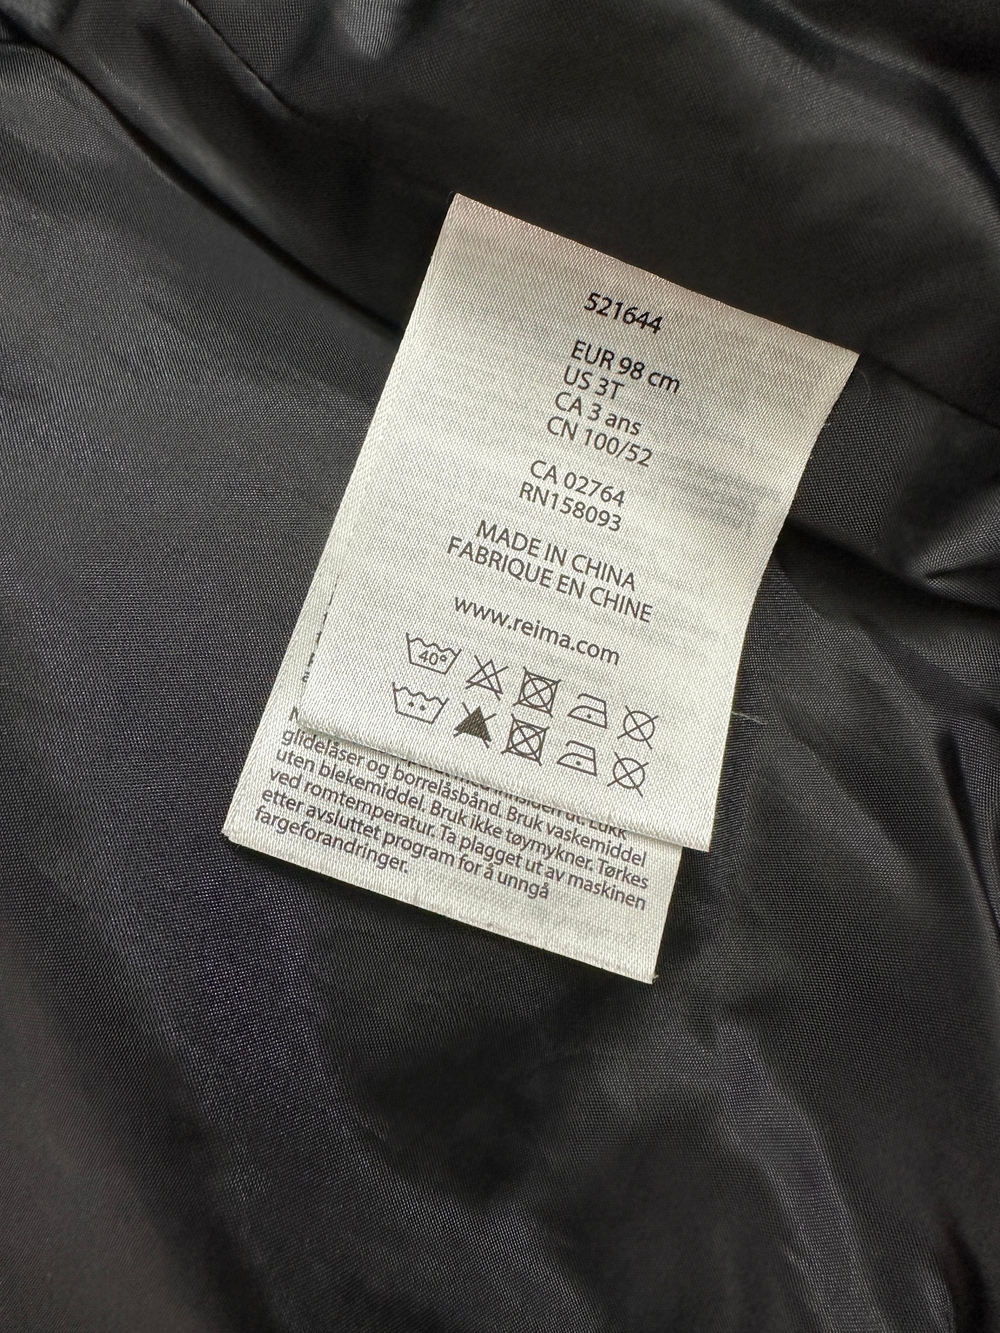 521644
EUR 98 cm
US 3T
CA 3 ans
CN 100/52
CA 02764
RN158093
MADE IN CHINA
FABRIQUE EN CHINE
www.reima.com
40°
ut. Lukk
glidelåser og borrelåsbånd. Bruk vaskemiddel
uten blekemiddel. Bruk ikke tøymykner. Tørkes
ved romtemperatur. Ta plagget ut av maskinen
etter avsluttet program for å unngå
fargeforandringer.